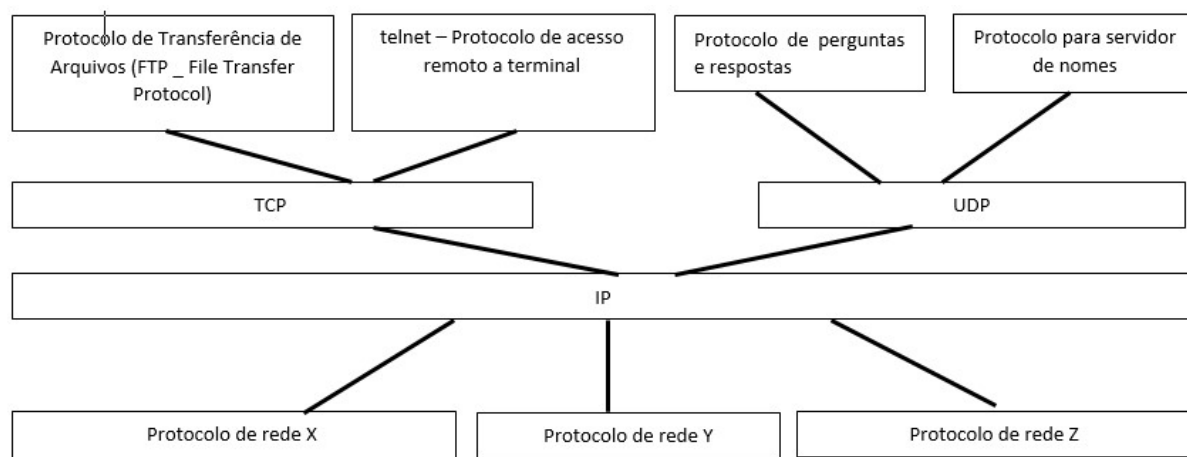 Protocolo de Transferência de
Arquivos (FTP _ File Transfer
Protocol)
telnet – Protocolo de acesso
remoto a terminal
Protocolo de perguntas
e respostas
Protocolo para servidor
de nomes
TCP
UDP
IP
Protocolo de rede X
Protocolo de rede Y
Protocolo de rede Z